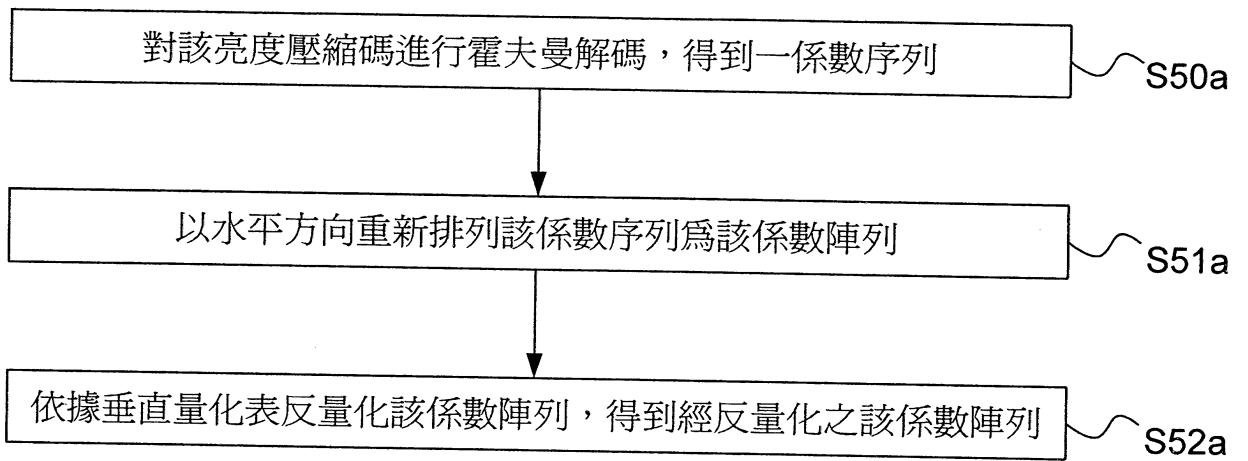 對該亮度壓縮碼進行霍夫曼解碼，得到一係數序列
S50a
以水平方向重新排列該係數序列爲該係數陣列
S51a
依據垂直量化表反量化該係數陣列，得到經反量化之該係數陣列
S52a